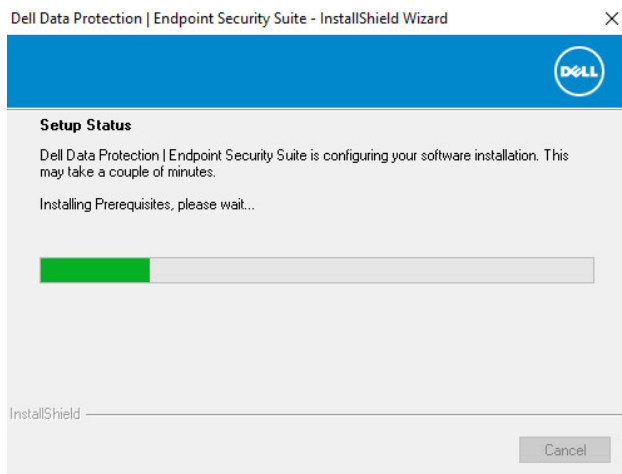 Dell Data Protection | Endpoint Security Suite - InstallShield Wizard
DELL
Setup Status
Dell Data Protection | Endpoint Security Suite is configuring your software installation. This
may take a couple of minutes.
Installing Prerequisites, please wait...
InstallShield
Cancel